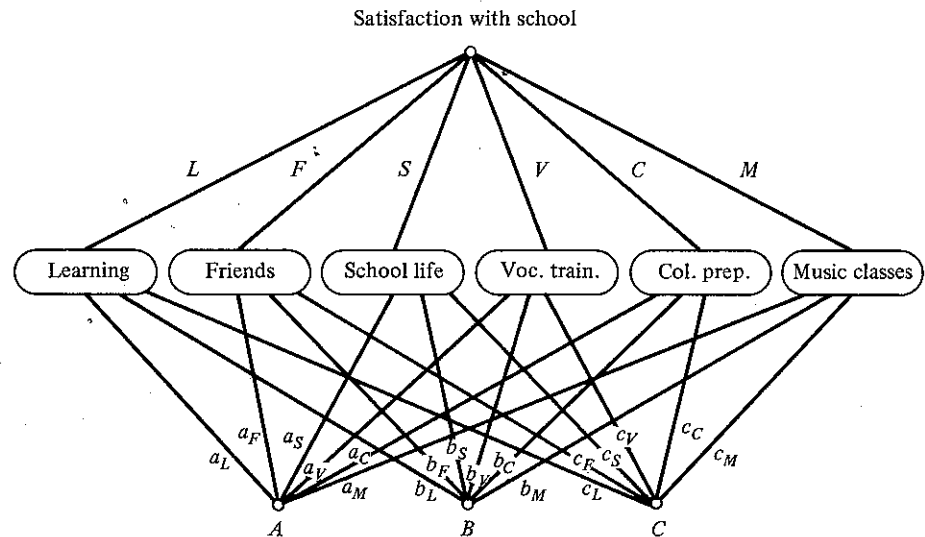 Satisfaction with school
L F S V C M
Learning Friends School life Voc. train. Col. prep. Music classes
a_F a_S b_S c_V c_C
a_L a_V a_C b_F b_V b_C c_F c_S c_M
a_M b_L b_M c_L
A B C